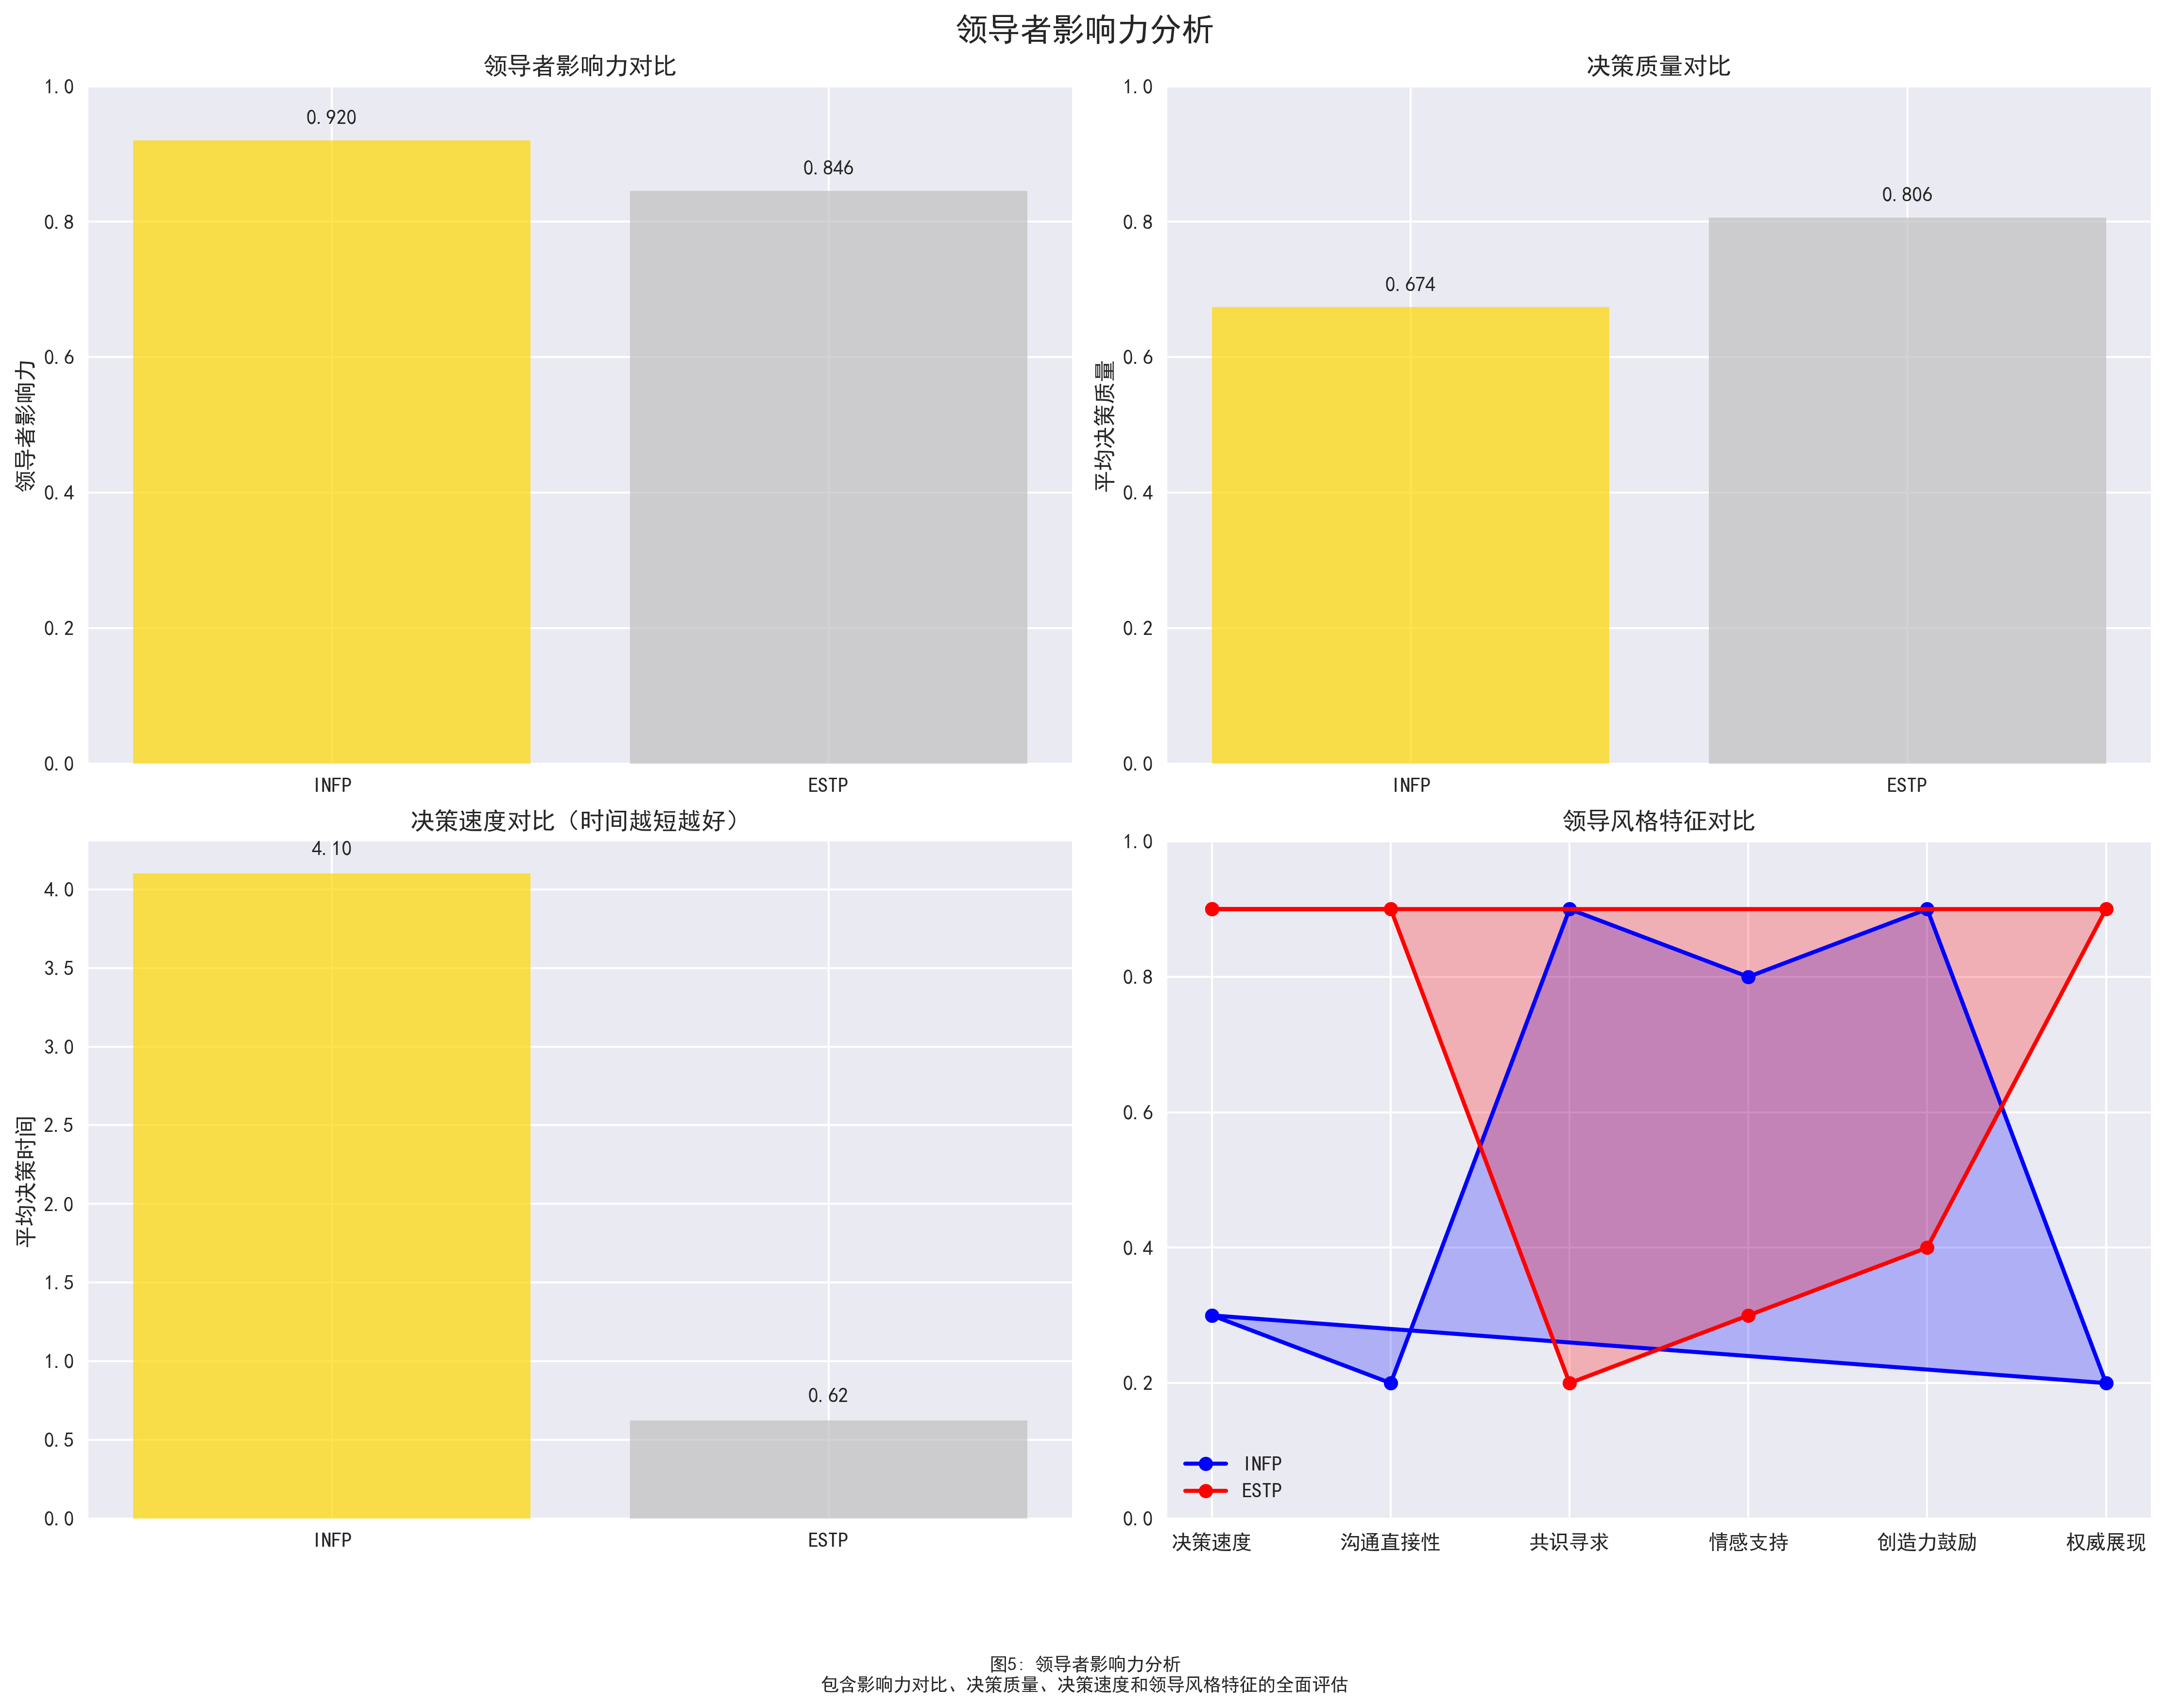 领导者影响力分析
领导者影响力对比
1.0
0.8
0.6
0.4
0.2
0.0
领导者影响力
0.920
0.846
INFP
ESTP
决策质量对比
1.0
0.8
0.6
0.4
0.2
0.0
平均决策质量
0.674
0.806
INFP
ESTP
决策速度对比（时间越短越好）
4.0
3.5
3.0
2.5
2.0
1.5
1.0
0.5
0.0
平均决策时间
4.10
0.62
INFP
ESTP
领导风格特征对比
1.0
0.8
0.6
0.4
0.2
0.0
INFP
ESTP
决策速度
沟通直接性
共识寻求
情感支持
创造力鼓励
权威展现
图5: 领导者影响力分析
包含影响力对比、决策质量、决策速度和领导风格特征的全面评估